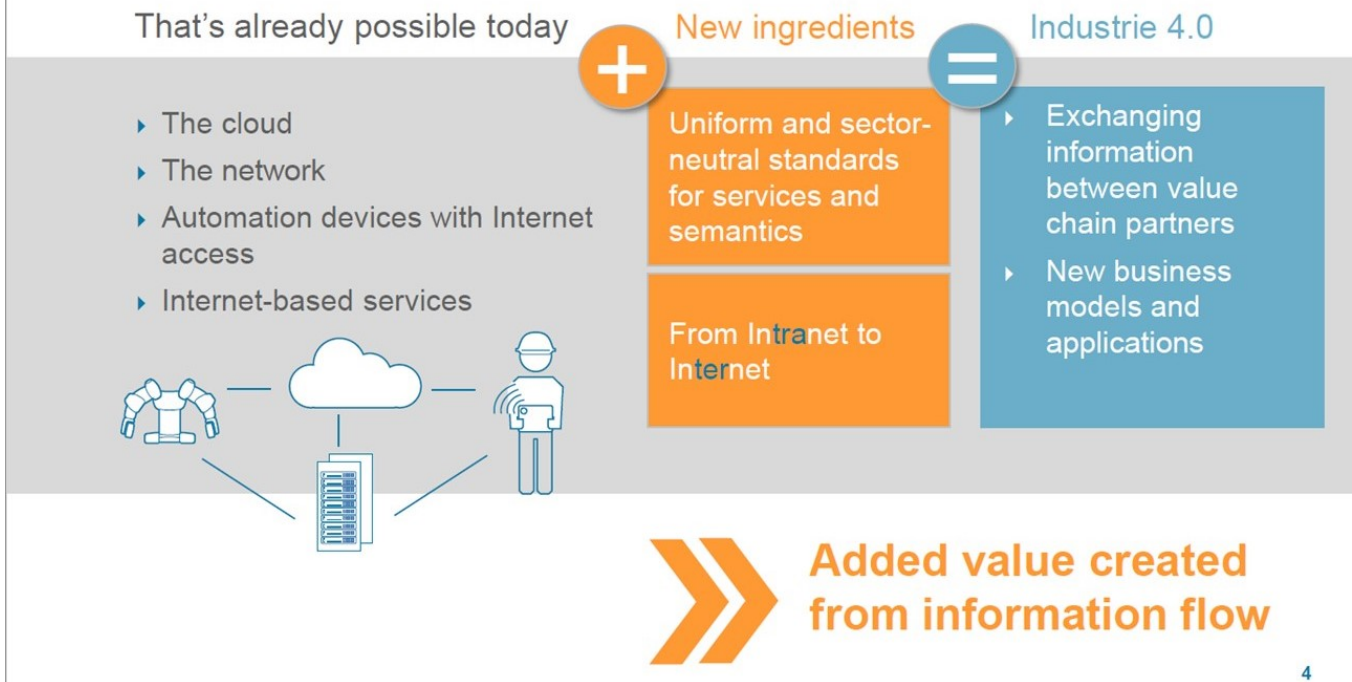 That's already possible today
+
New ingredients
=
Industrie 4.0
The cloud
The network
Automation devices with Internet
access
Internet-based services
Uniform and sector-
neutral standards
for services and
semantics
From Intranet to
Internet
Exchanging
information
between value
chain partners
New business
models and
applications
Added value created
from information flow
4